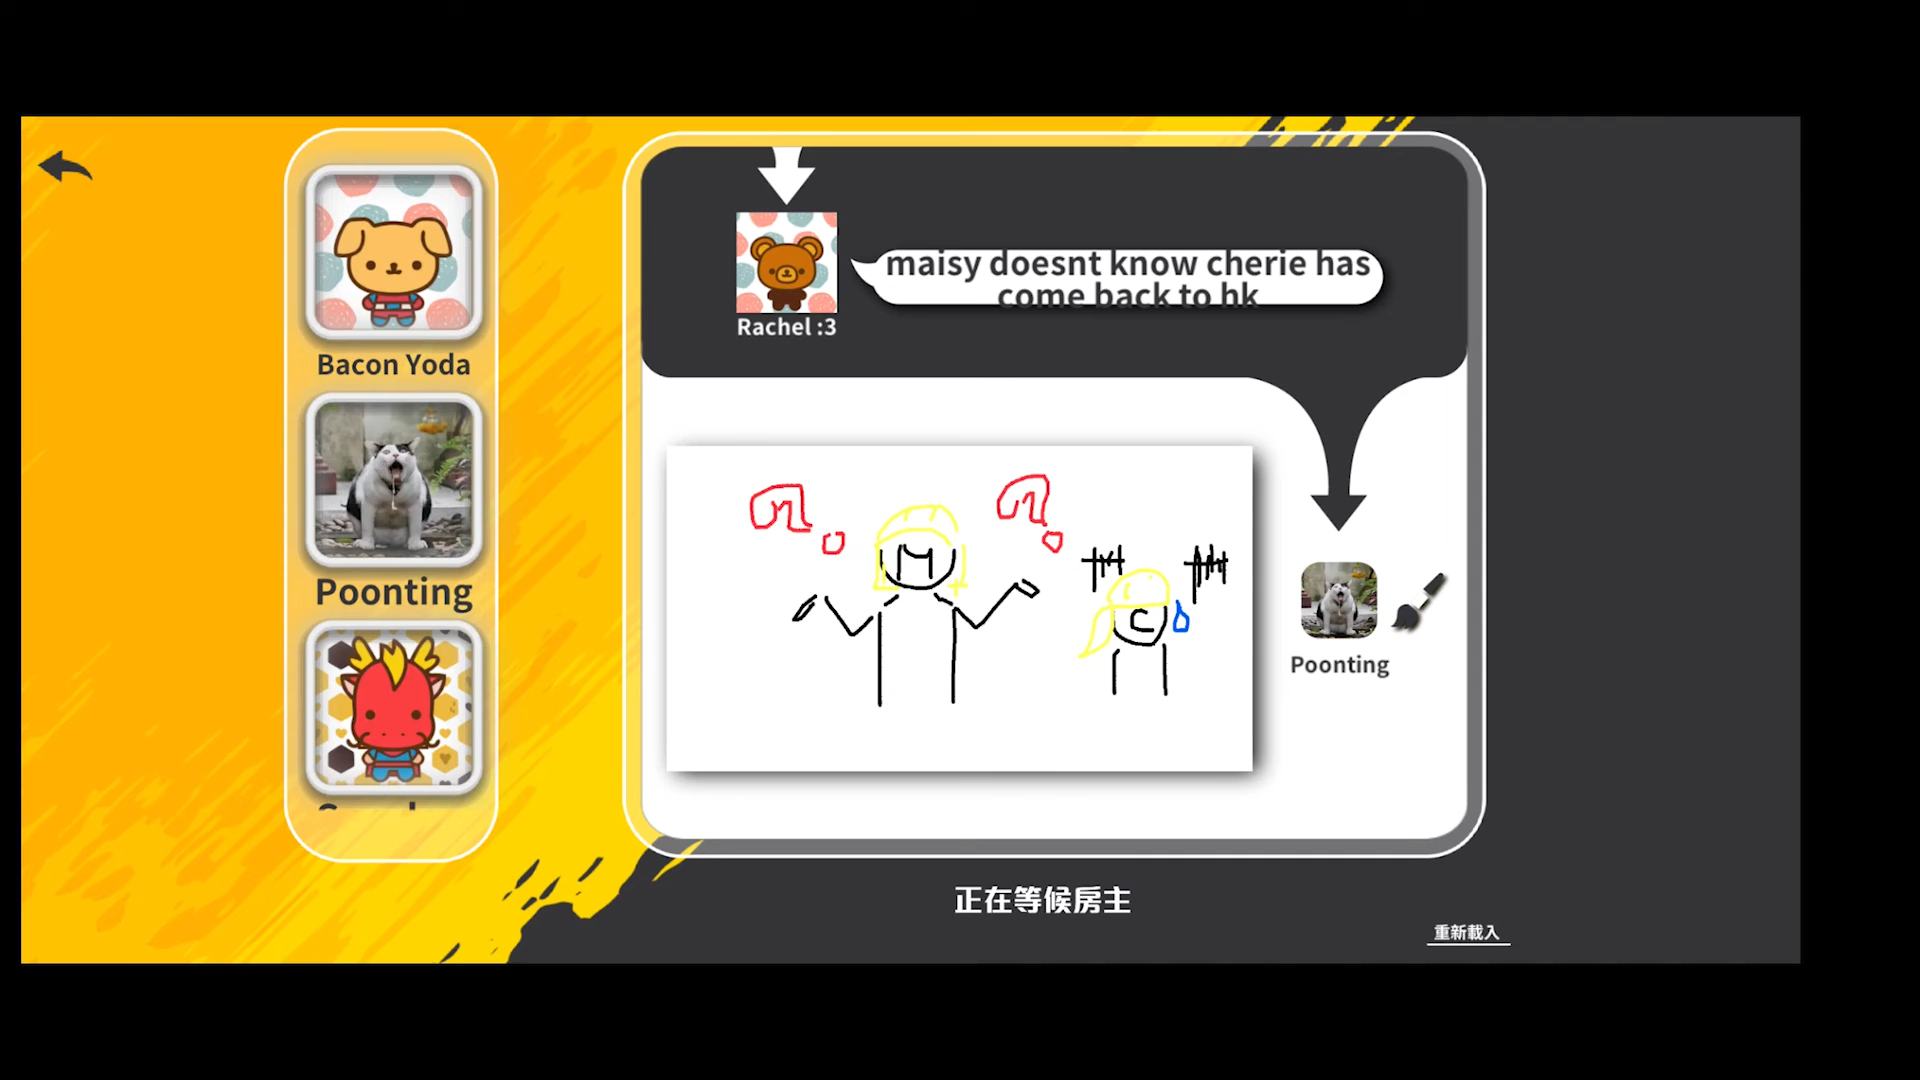 Bacon Yoda
Poonting
Rachel :3
maisy doesnt know cherie has
come back to hk
M
C
Poonting
正在等候房主
重新載入